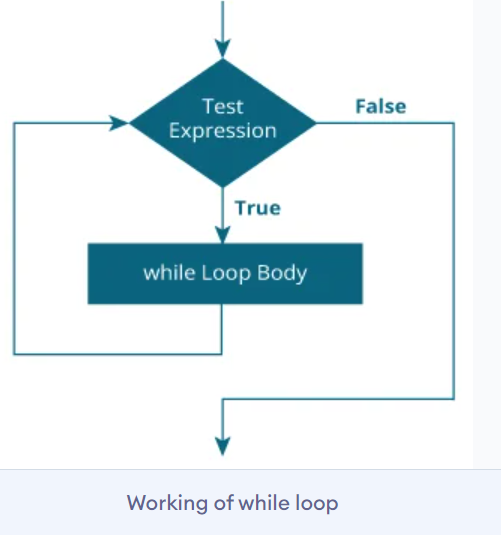 Test
Expression
False
True
while Loop Body
Working of while loop